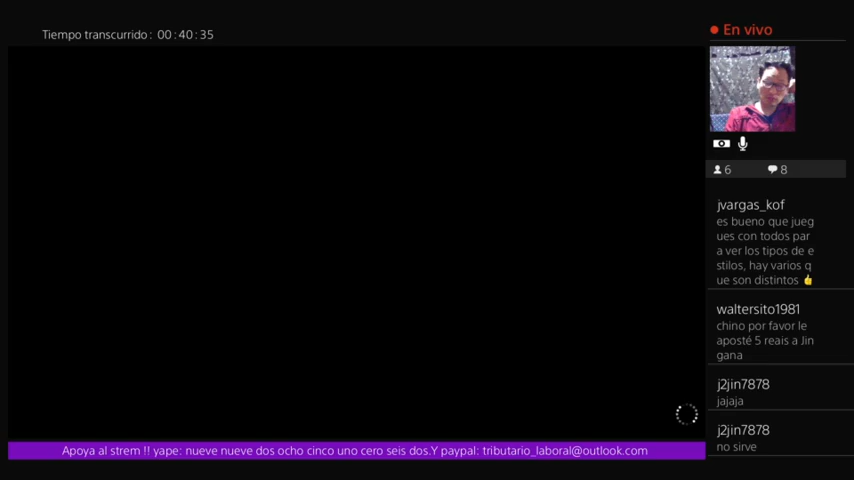 Tiempo transcurrido: 00:40:35
En vivo
6 8
jvargas_kof
es bueno que jueg
ues con todos par
a ver los tipos de e
stilos, hay varios q
ue son distintos 👍
waltersito1981
chino por favor le
aposté 5 reais a Jin
gana
j2jin7878
jajaja
j2jin7878
no sirve
Apoya al strem !! yape: nueve nueve dos ocho cinco uno cero seis dos.Y paypal: tributario_laboral@outlook.com